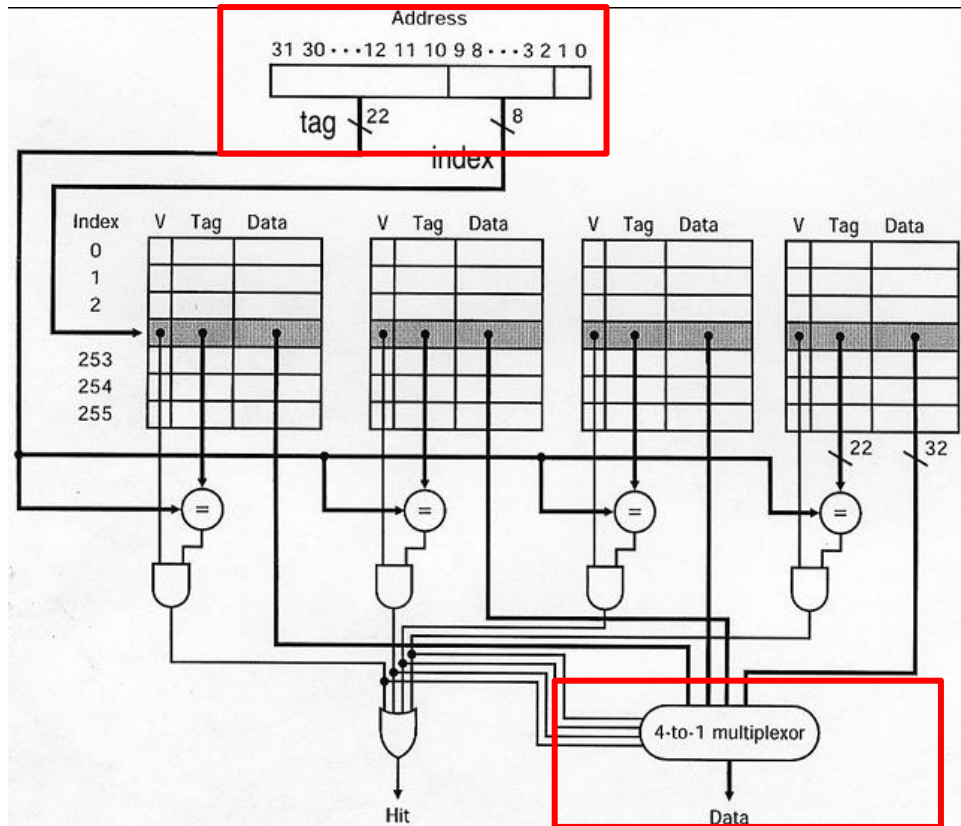 Address
31 30 ••• 12 11 10 9 8 ••• 3 2 1 0
tag 22 8
index
Index V Tag Data V Tag Data V Tag Data V Tag Data
0
1
2
253
254
255
22 32
= = = =
4-to-1 multiplexor
Hit Data